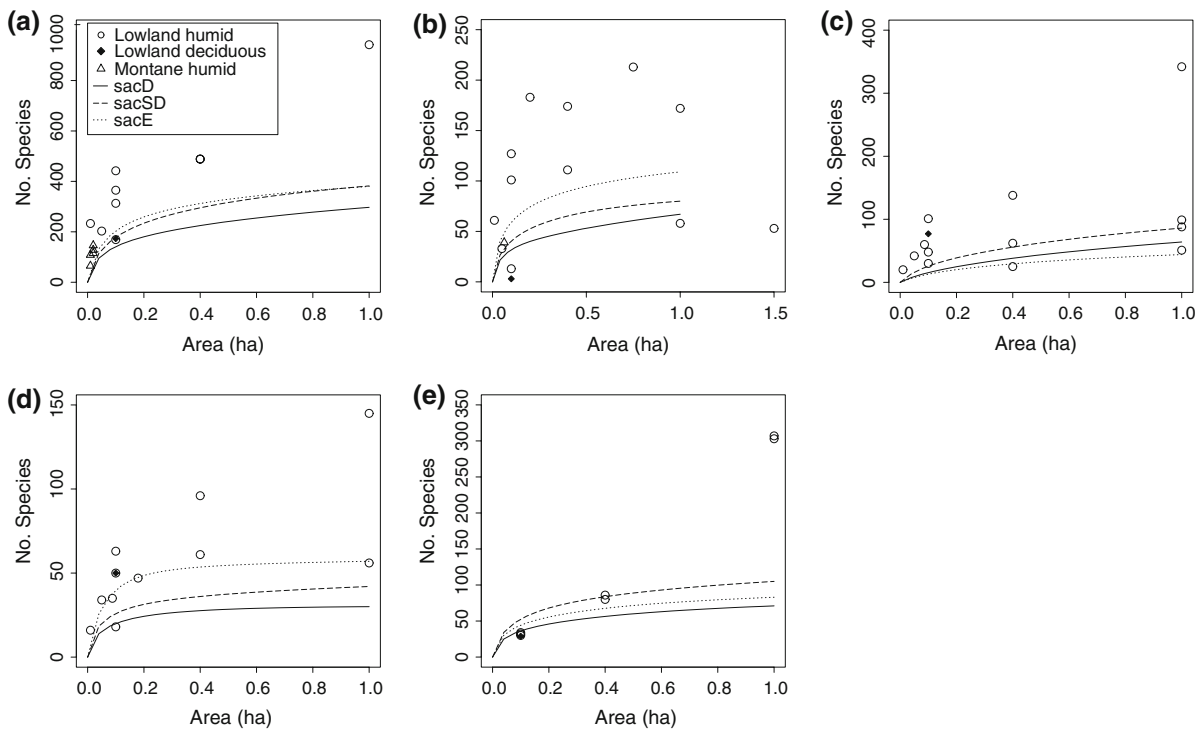 (a)
No. Species
0 200 400 600 800 1000
Lowland humid
Lowland deciduous
Montane humid
sacD
sacSD
sacE
0.0 0.2 0.4 0.6 0.8 1.0
Area (ha)
(b)
No. Species
0 50 100 150 200 250
0.0 0.5 1.0 1.5
Area (ha)
(c)
No. Species
0 100 200 300 400
0.0 0.2 0.4 0.6 0.8 1.0
Area (ha)
(d)
No. Species
0 50 100 150
0.0 0.2 0.4 0.6 0.8 1.0
Area (ha)
(e)
No. Species
0 50 100 150 200 250 300 350
0.0 0.2 0.4 0.6 0.8 1.0
Area (ha)